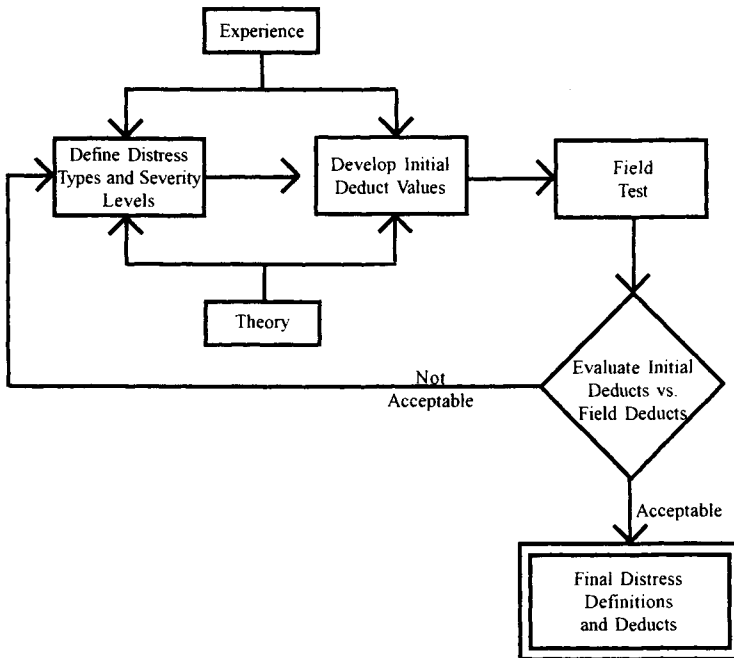 Experience
Define Distress
Types and Severity
Levels
Develop Initial
Deduct Values
Field
Test
Theory
Evaluate Initial
Deducts vs.
Field Deducts
Not
Acceptable
Acceptable
Final Distress
Definitions
and Deducts